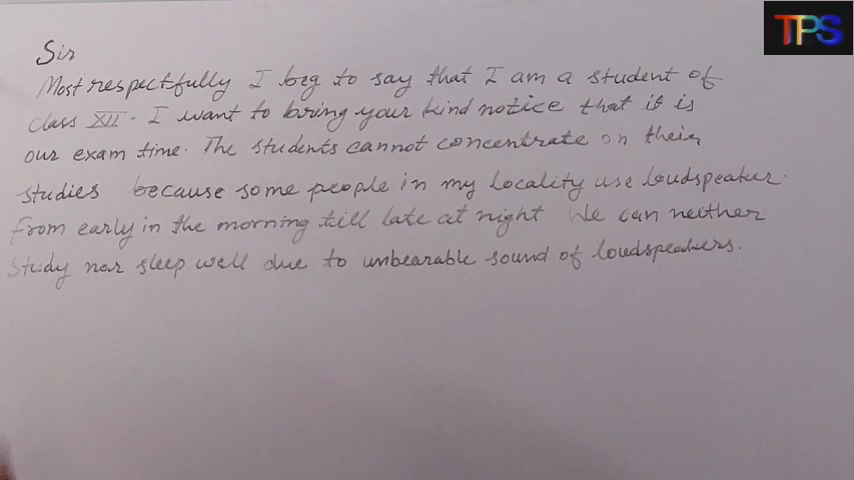 TPS
Sir
Most respectfully I beg to say that I am a student of
class XII. I want to bring your kind notice that it is
our exam time. The students cannot concentrate on their
studies because some people in my locality use loudspeaker.
From early in the morning till late at night We can neither
Study nor sleep well due to unbearable sound of loudspeakers.